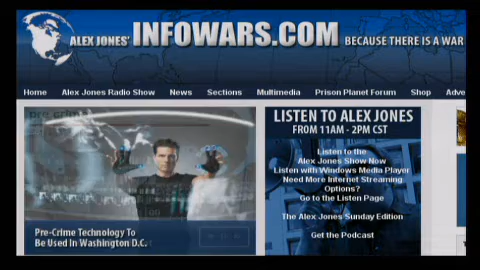 ALEX JONES' INFOWARS.COM BECAUSE THERE IS A WAR
Home Alex Jones Radio Show News Sections Multimedia Prison Planet Forum Shop Adve
pre crime
Pre-Crime Technology To
Be Used In Washington D.C.
LISTEN TO ALEX JONES
FROM 11AM - 2PM CST
Listen to the
Alex Jones Show Now
Listen with Windows Media Player
Need More Internet Streaming
Options?
Go to the Listen Page
The Alex Jones Sunday Edition
Get the Podcast